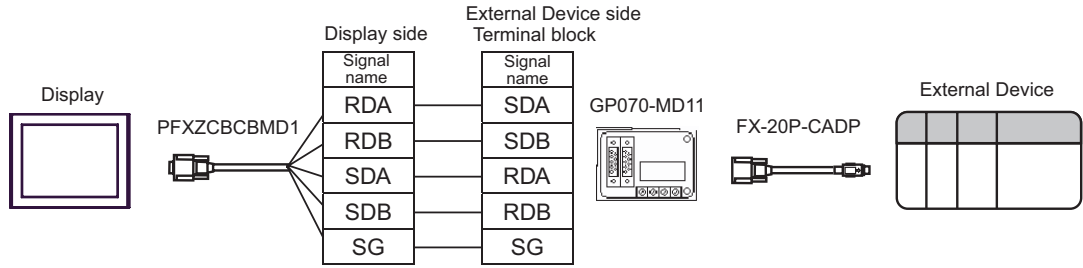 External Device side
Display side
Terminal block
Signal name
Signal name
Display
PFXZCBCBMD1
RDA
SDA
RDB
SDB
SDA
RDA
SDB
RDB
SG
SG
GP070-MD11
FX-20P-CADP
External Device